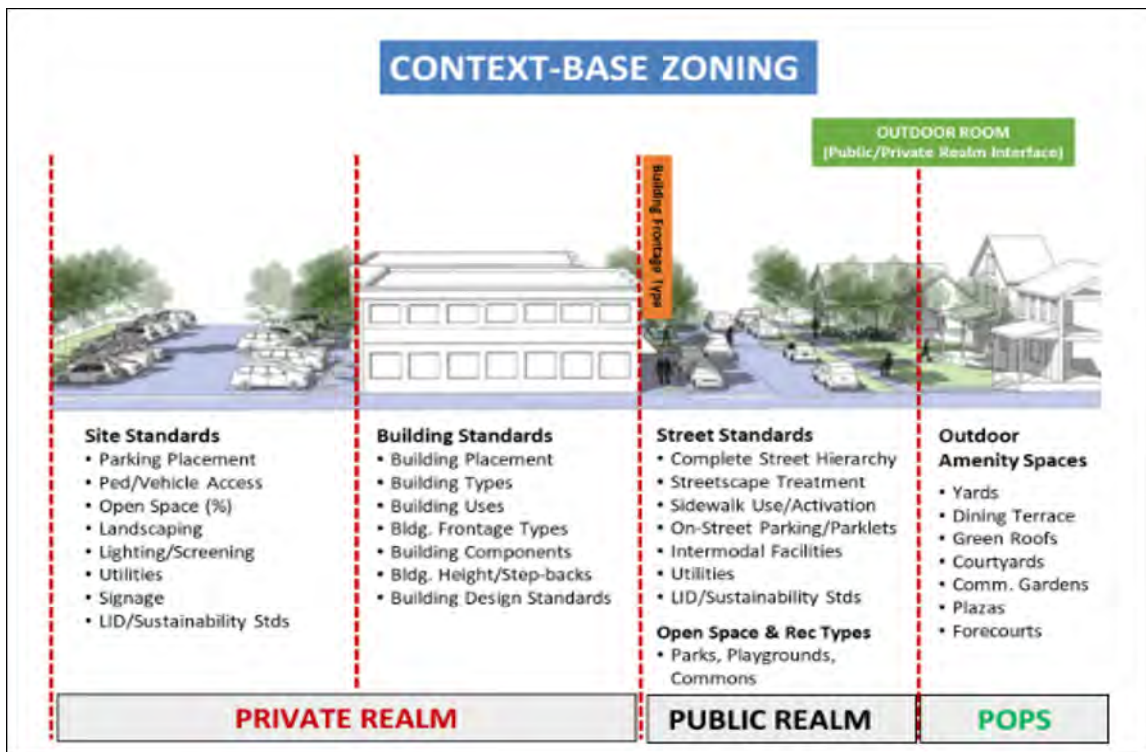 CONTEXT-BASE ZONING
OUTDOOR ROOM
(Public/Private Realm Interface)
Building Frontage Type
Site Standards
• Parking Placement
• Ped/Vehicle Access
• Open Space (%)
• Landscaping
• Lighting/Screening
• Utilities
• Signage
• LID/Sustainability Stds
Building Standards
• Building Placement
• Building Types
• Building Uses
• Bldg. Frontage Types
• Building Components
• Bldg. Height/Step-backs
• Building Design Standards
Street Standards
• Complete Street Hierarchy
• Streetscape Treatment
• Sidewalk Use/Activation
• On-Street Parking/Parklets
• Intermodal Facilities
• Utilities
• LID/Sustainability Stds
Open Space & Rec Types
• Parks, Playgrounds,
Commons
Outdoor
Amenity Spaces
• Yards
• Dining Terrace
• Green Roofs
• Courtyards
• Comm. Gardens
• Plazas
• Forecourts
PRIVATE REALM
PUBLIC REALM
POPS